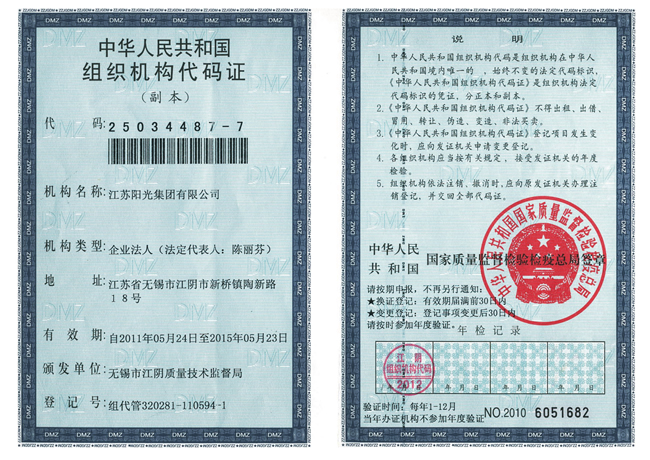 中华人民共和国
组织机构代码证
(副本)
代 码: 25034487-7
机构名称: 江苏阳光集团有限公司
机构类型: 企业法人（法定代表人：陈丽芬）
地 址: 江苏省无锡市江阴市新桥镇陶新路
18号
有 效 期: 自2011年05月24日至2015年05月23日
颁发单位: 无锡市江阴质量技术监督局
登 记 号: 组代管320281-110594-1
说 明
1. 中华人民共和国组织机构代码是组织机构在中华人
民共和国境内唯一的、始终不变的法定代码标识，
《中华人民共和国组织机构代码证》是组织机构法定
代码标识的凭证，分正本和副本。
2.《中华人民共和国组织机构代码证》不得出租、出借、
冒用、转让、伪造、变造、非法买卖。
3.《中华人民共和国组织机构代码证》登记项目发生变
化时，应向发证机关申请变更登记。
4. 各组织机构应当按有关规定，接受发证机关的年度
检验。
5. 组织机构依法注销、撤消时，应向原发证机关办理注
销登记，并交回全部代码证。
中华人民
共和国 国家质量监督检验检疫总局签章
中华人民共和国国家质量监督检验检疫总局
请按期申报，不再另行通知：
★换证登记：有效期届满前30日内
★变更登记：登记事项变更后30日内
请按时参加年度验证。
年检记录
江阴
组织机构代码
2012
年 月 日 年 月 日 年 月 日
验证时间：每年1-12月
当年办证机构不参加年度验证
NO.2010 6051682